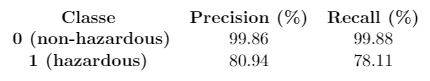 Classe Precision (%) Recall (%)
0 (non-hazardous) 99.86 99.88
1 (hazardous) 80.94 78.11